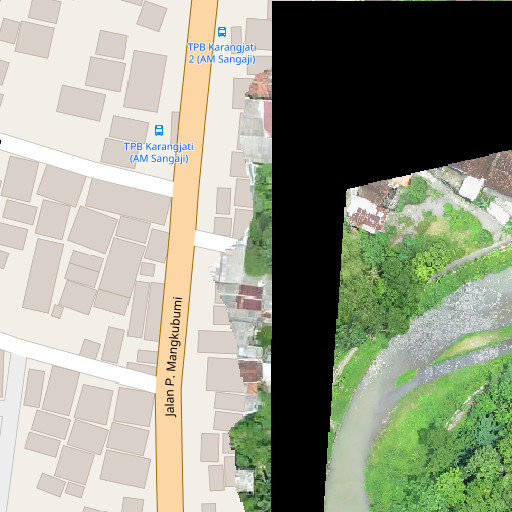 TPB Karangjati
2 (AM Sangaji)
TPB Karangjati
(AM Sangaji)
Jalan P. Mangkubumi